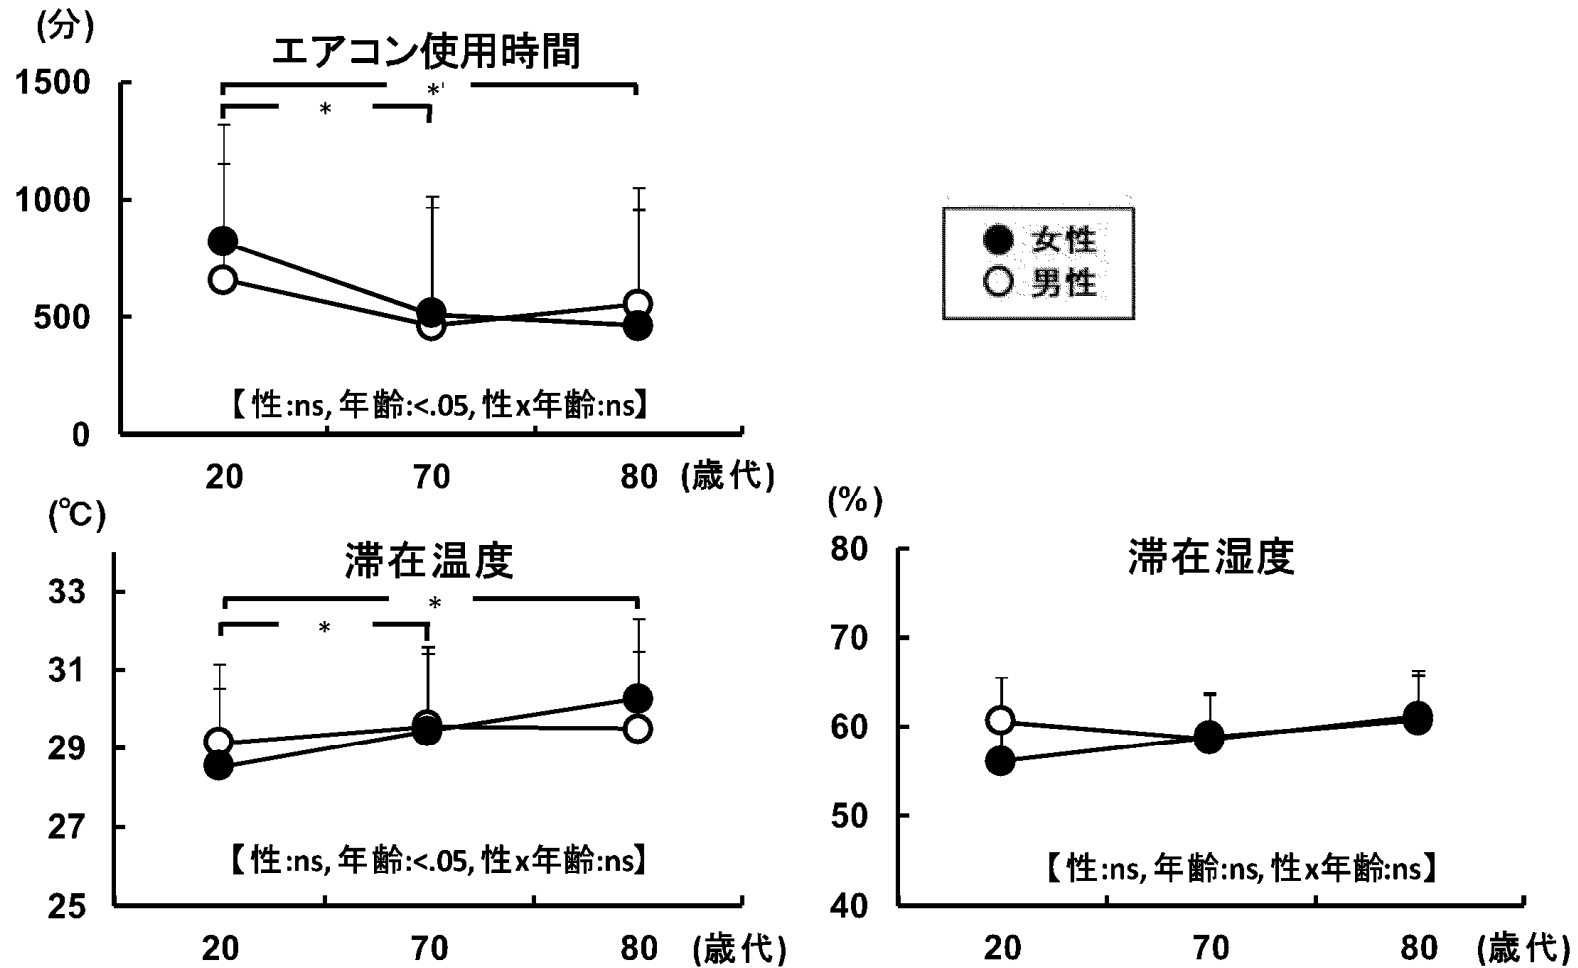 (分)
エアコン使用時間
1500
*'
*
1000
500
0
【性:ns, 年齢:<.05, 性x年齢:ns】
20 70 80 (歳代)
女性
男性
(℃)
滞在温度
33
*
*
31
29
27
25
【性:ns, 年齢:<.05, 性x年齢:ns】
20 70 80 (歳代)
(%)
滞在湿度
80
70
60
50
40
【性:ns, 年齢:ns, 性x年齢:ns】
20 70 80 (歳代)